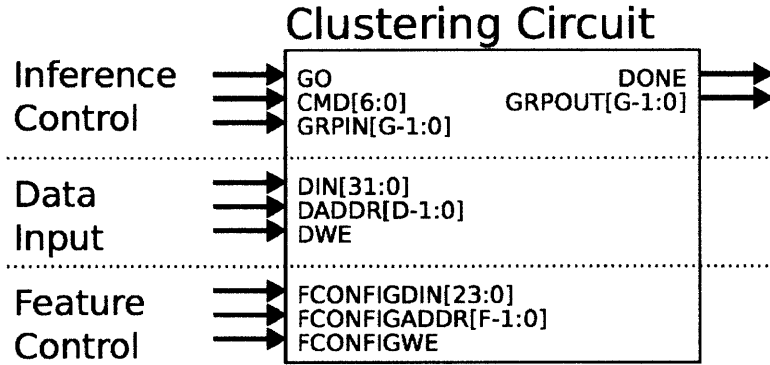 Clustering Circuit
Inference
Control
GO
CMD[6:0]
GRPIN[G-1:0]
DONE
GRPOUT[G-1:0]
Data
Input
DIN[31:0]
DADDR[D-1:0]
DWE
Feature
Control
FCONFIGDIN[23:0]
FCONFIGADDR[F-1:0]
FCONFIGWE